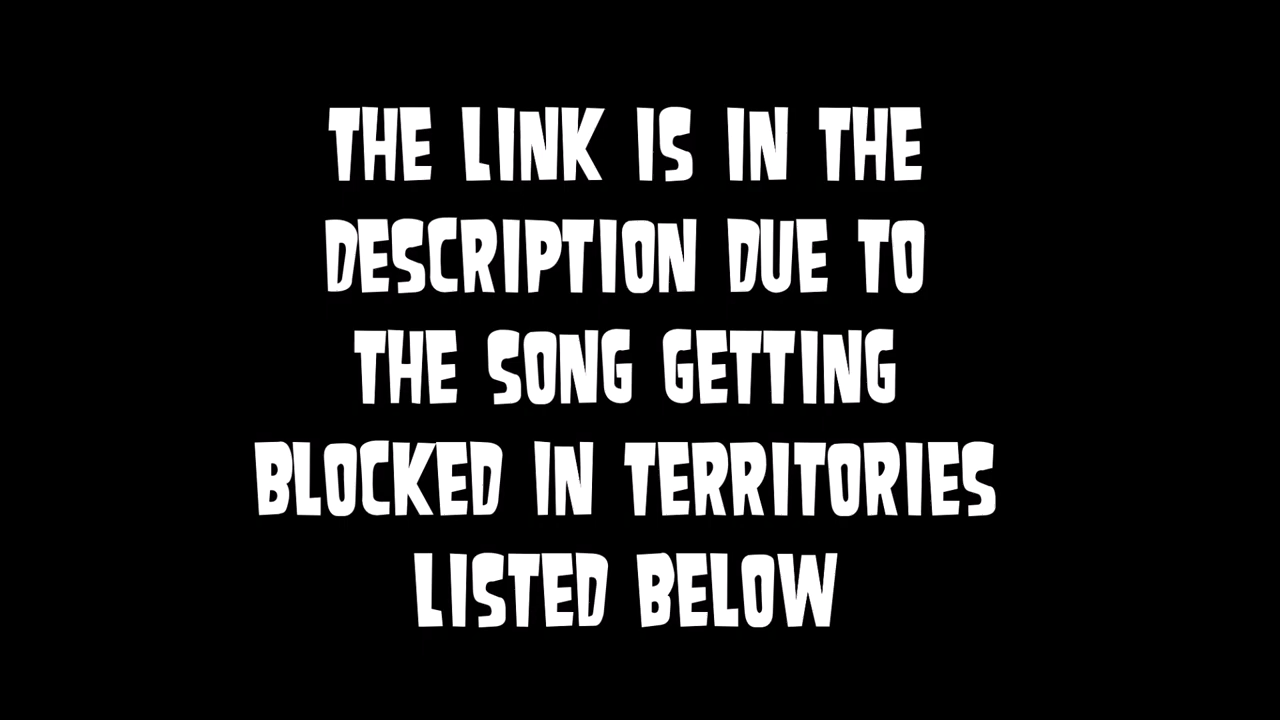 THE LINK IS IN THE
DESCRIPTION DUE TO
THE SONG GETTING
BLOCKED IN TERRITORIES
LISTED BELOW